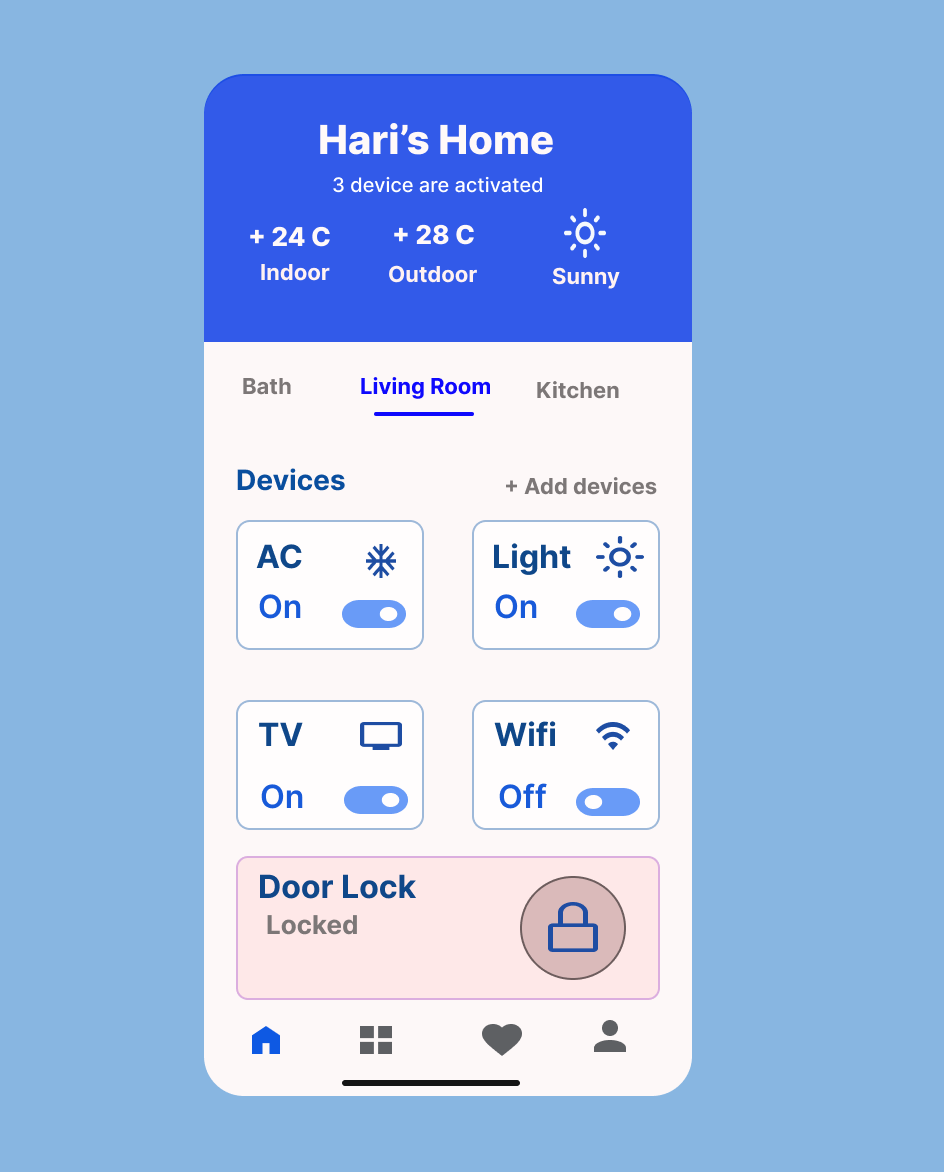 Hari’s Home
3 device are activated
+ 24 C
+ 28 C
Indoor
Outdoor
Sunny
Bath
Living Room
Kitchen
Devices
+ Add devices
AC
On
Light
On
TV
On
Wifi
Off
Door Lock
Locked